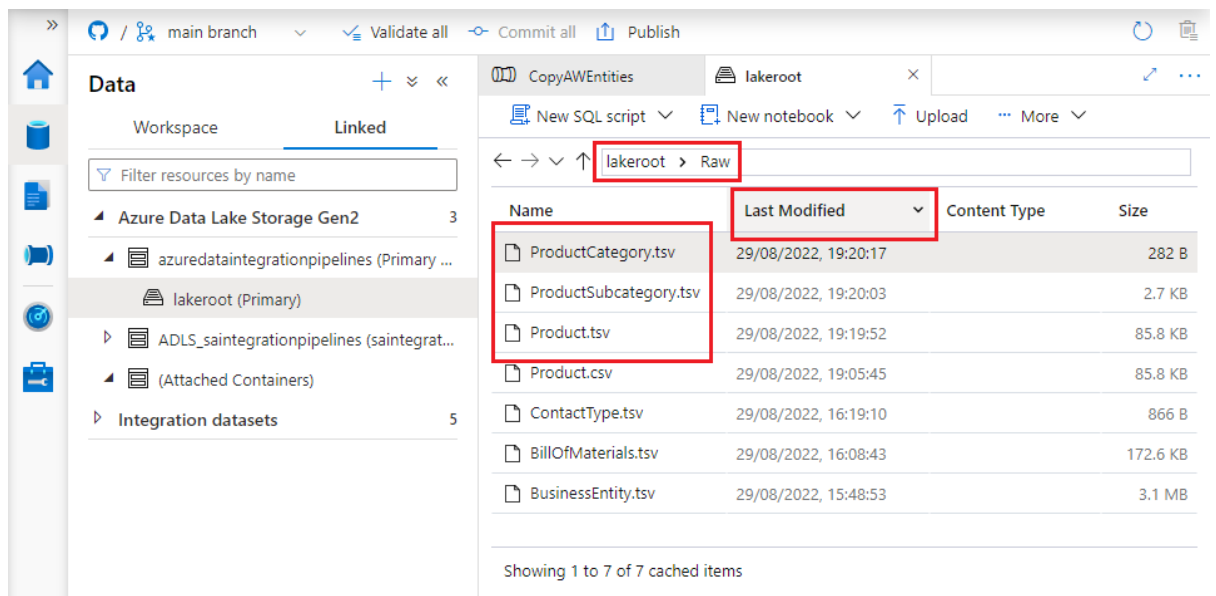 / main branch Validate all Commit all Publish
Data
Workspace Linked
Filter resources by name
Azure Data Lake Storage Gen2 3
azuredataintegrationpipelines (Primary ...
lakeroot (Primary)
ADLS_saintegrationpipelines (saintegrat...
(Attached Containers)
Integration datasets 5
CopyAWEntities lakeroot
New SQL script New notebook Upload ... More
lakeroot > Raw
Name Last Modified Content Type Size
ProductCategory.tsv 29/08/2022, 19:20:17 282 B
ProductSubcategory.tsv 29/08/2022, 19:20:03 2.7 KB
Product.tsv 29/08/2022, 19:19:52 85.8 KB
Product.csv 29/08/2022, 19:05:45 85.8 KB
ContactType.tsv 29/08/2022, 16:19:10 866 B
BillOfMaterials.tsv 29/08/2022, 16:08:43 172.6 KB
BusinessEntity.tsv 29/08/2022, 15:48:53 3.1 MB
Showing 1 to 7 of 7 cached items